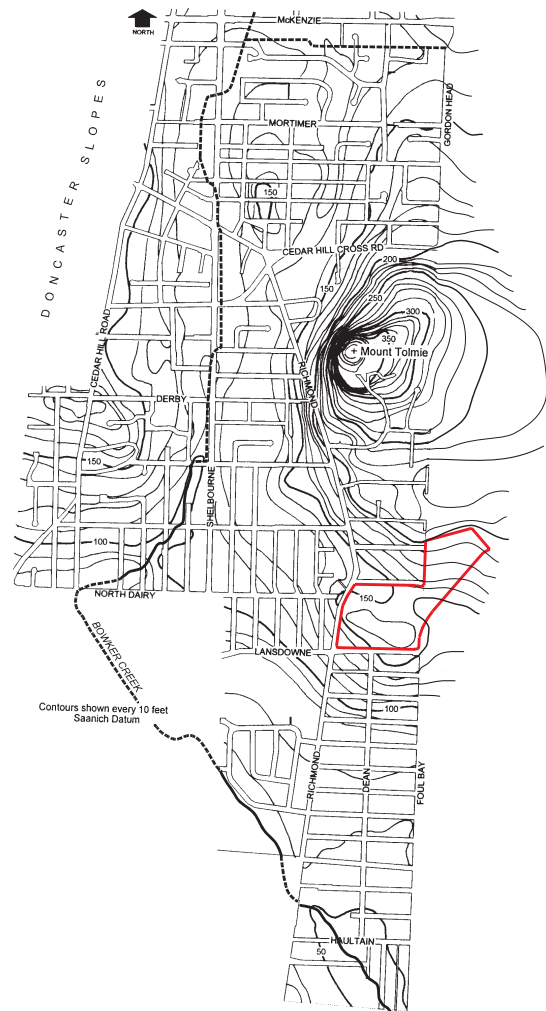 McKENZIE
NORTH
GORDON HEAD
DONCASTER SLOPES
MORTIMER
150
CEDAR HILL CROSS RD
200
150
250
300
350
+ Mount Tolmie
CEDAR HILL ROAD
RICHMOND
DERBY
150
SHELBOURNE
100
NORTH DAIRY
150
BOWKER CREEK
LANSDOWNE
Contours shown every 10 feet
Saanich Datum
100
RICHMOND
DEAN
FOUL BAY
HAULTAIN
50